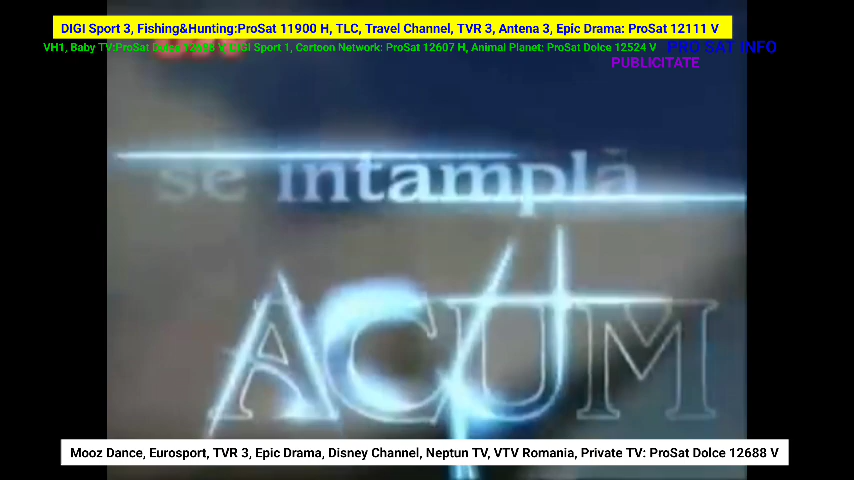 DIGI Sport 3, Fishing&Hunting:ProSat 11900 H, TLC, Travel Channel, TVR 3, Antena 3, Epic Drama: ProSat 12111 V
VH1, Baby TV:ProSat Dolce 12688 V, DIGI Sport 1, Cartoon Network: ProSat 12607 H, Animal Planet: ProSat Dolce 12524 V
PRO SAT INFO
PUBLICITATE
se intamplă
ACUM
Mooz Dance, Eurosport, TVR 3, Epic Drama, Disney Channel, Neptun TV, VTV Romania, Private TV: ProSat Dolce 12688 V